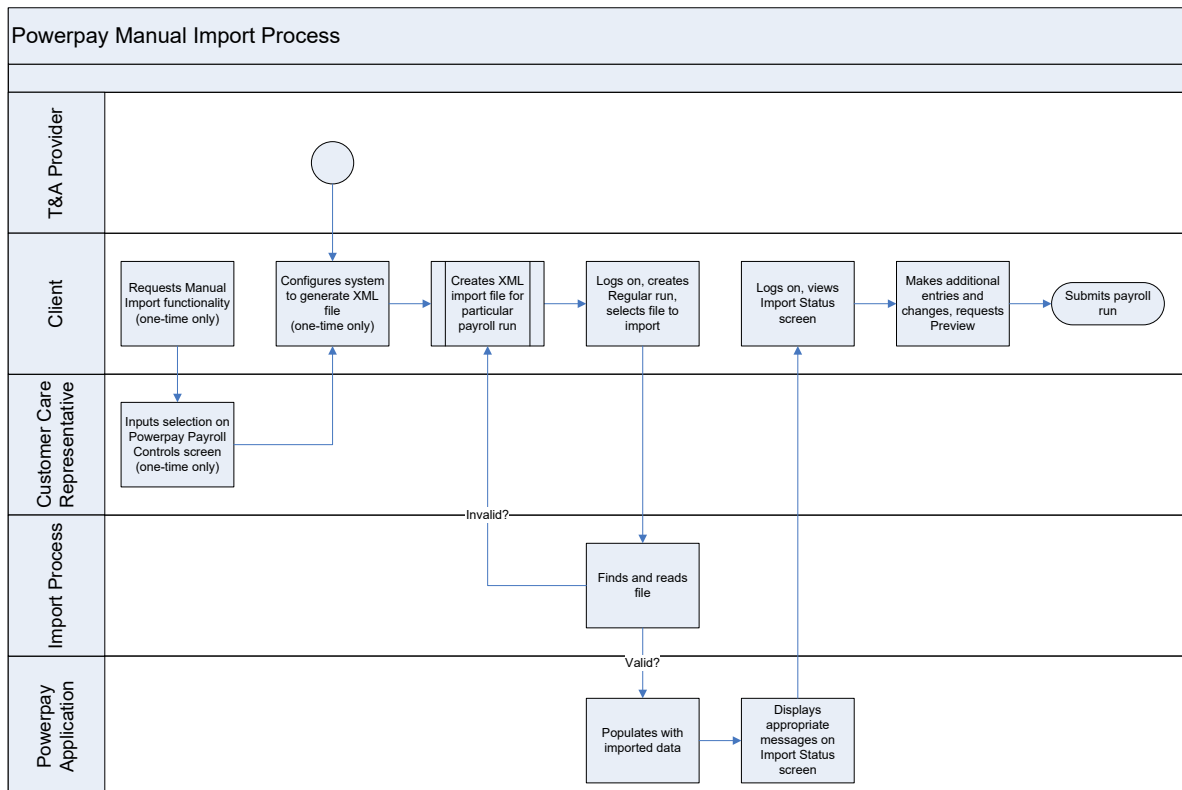 Powerpay Manual Import Process
T&A Provider
Client
Requests Manual
Import functionality
(one-time only)
Configures system
to generate XML
file
(one-time only)
Creates XML
import file for
particular
payroll run
Logs on, creates
Regular run,
selects file to
import
Logs on, views
Import Status
screen
Makes additional
entries and
changes, requests
Preview
Submits payroll
run
Customer Care
Representative
Inputs selection on
Powerpay Payroll
Controls screen
(one-time only)
Invalid?
Import Process
Finds and reads
file
Valid?
Powerpay
Application
Populates with
imported data
Displays
appropriate
messages on
Import Status
screen